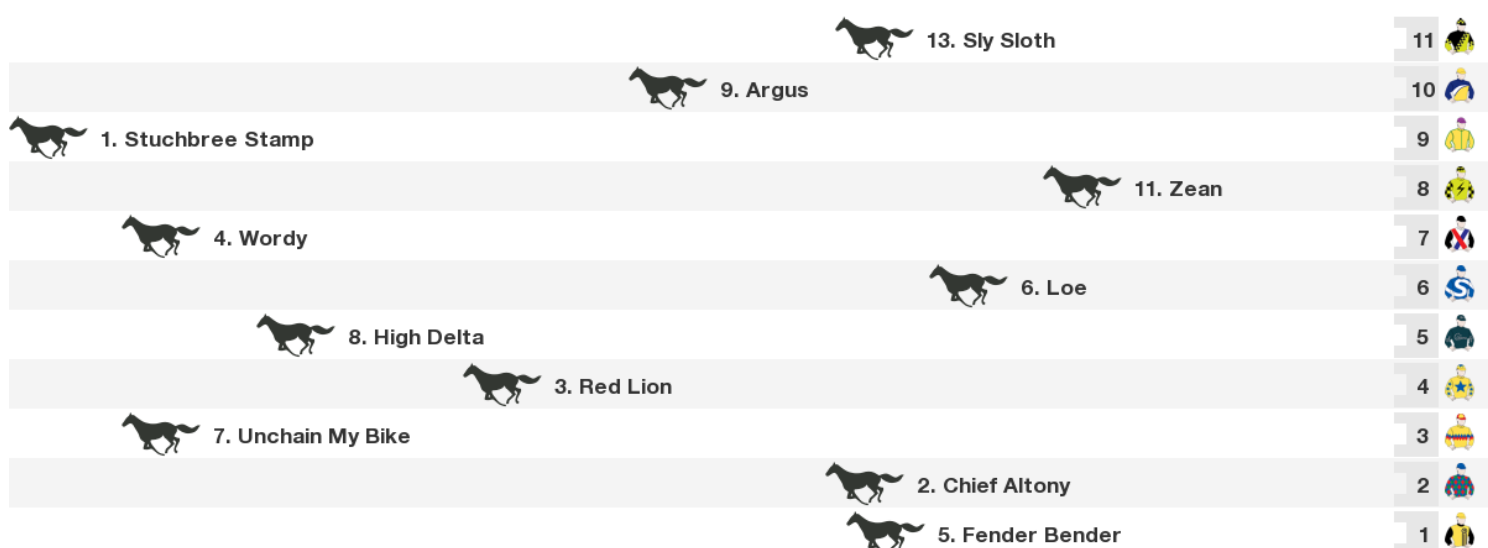 13. Sly Sloth 11
9. Argus 10
1. Stuchbree Stamp 9
11. Zean 8
4. Wordy 7
6. Loe 6
8. High Delta 5
3. Red Lion 4
7. Unchain My Bike 3
2. Chief Altony 2
5. Fender Bender 1